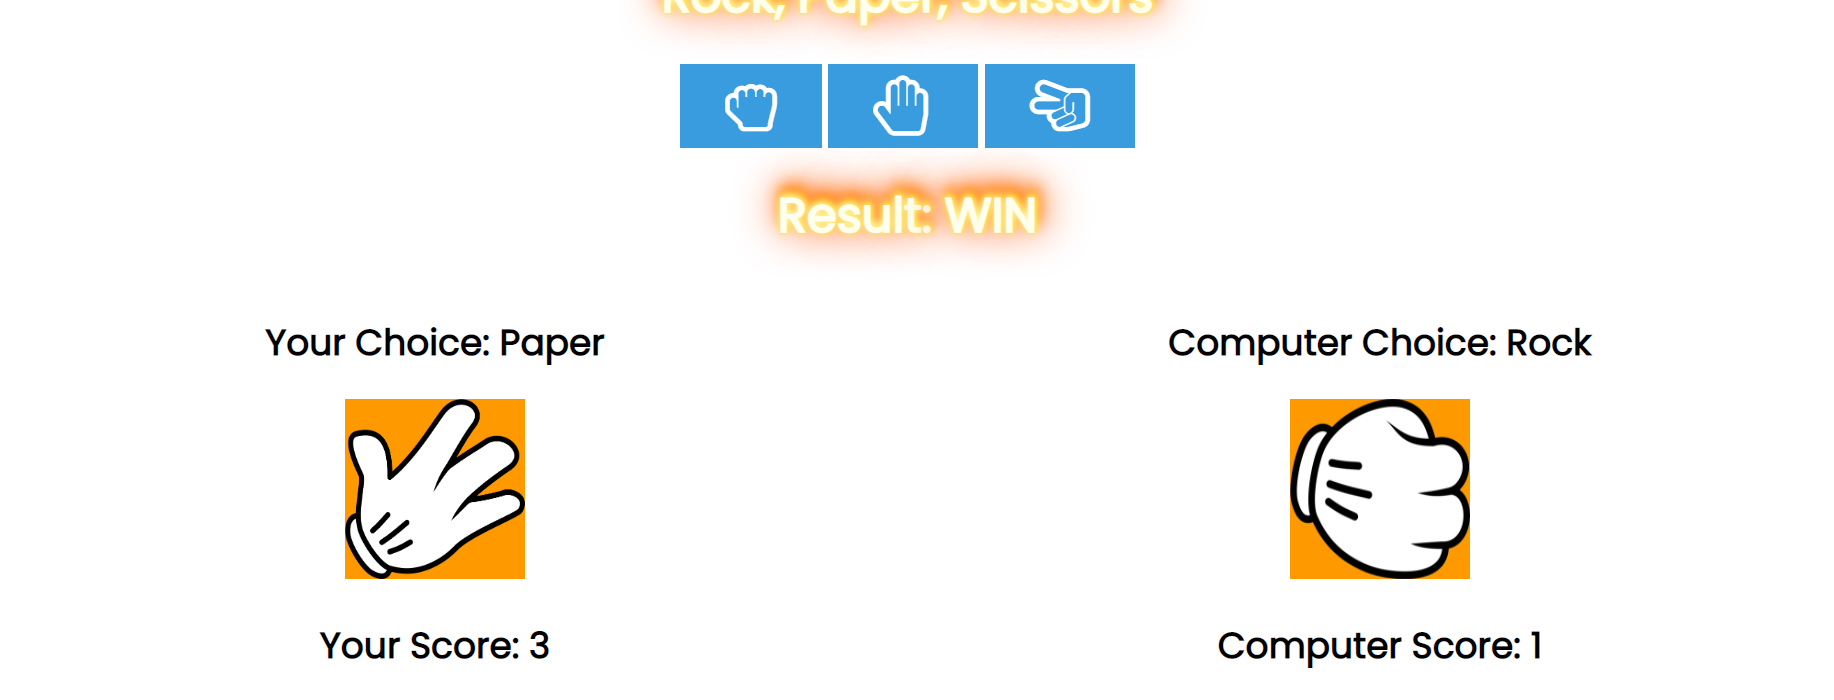 Rock, Paper, Scissors
Result: WIN
Your Choice: Paper
Computer Choice: Rock
Your Score: 3
Computer Score: 1